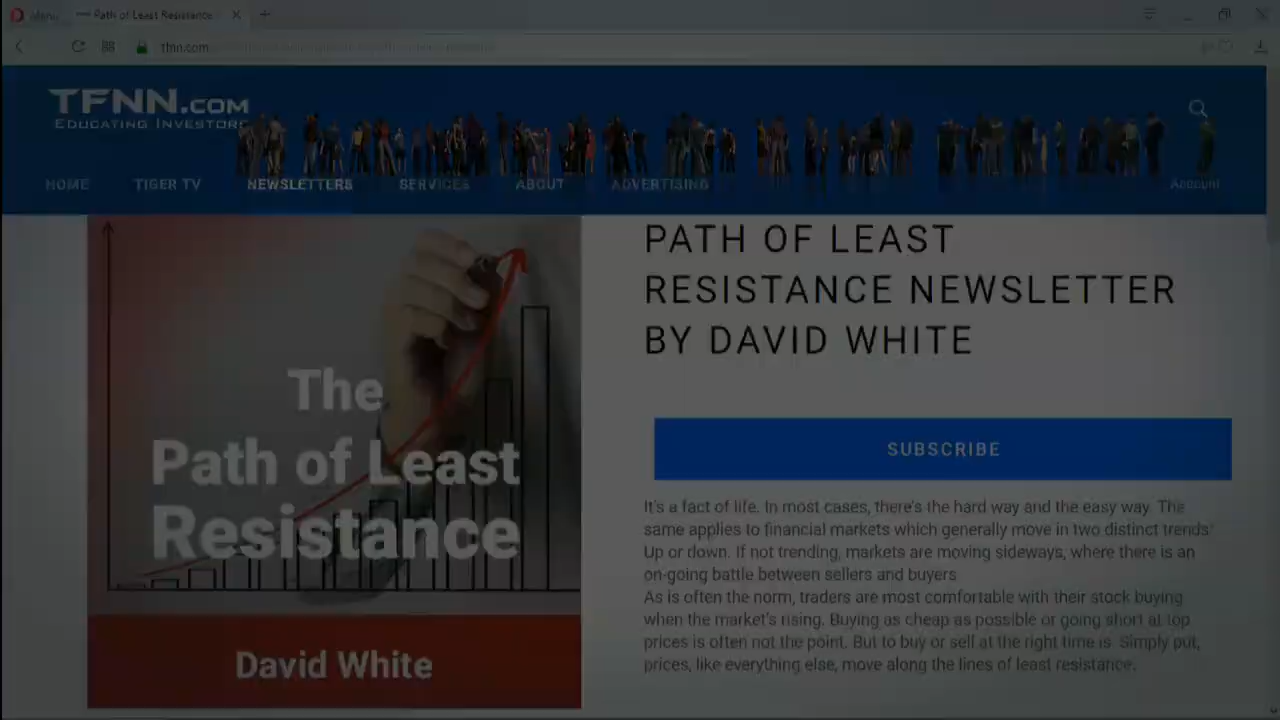 Menu
Path of Least Resistance
tfnn.com
TFNN.COM
EDUCATING INVESTORS
HOME
TIGER TV
NEWSLETTERS
SERVICES
ABOUT
ADVERTISING
Account
The
Path of Least
Resistance
David White
PATH OF LEAST
RESISTANCE NEWSLETTER
BY DAVID WHITE
SUBSCRIBE
It's a fact of life. In most cases, there's the hard way and the easy way. The
same applies to financial markets which generally move in two distinct trends:
Up or down. If not trending, markets are moving sideways, where there is an
on-going battle between sellers and buyers
As is often the norm, traders are most comfortable with their stock buying
when the market's rising. Buying as cheap as possible or going short at top
prices is often not the point. But to buy or sell at the right time is. Simply put,
prices, like everything else, move along the lines of least resistance.